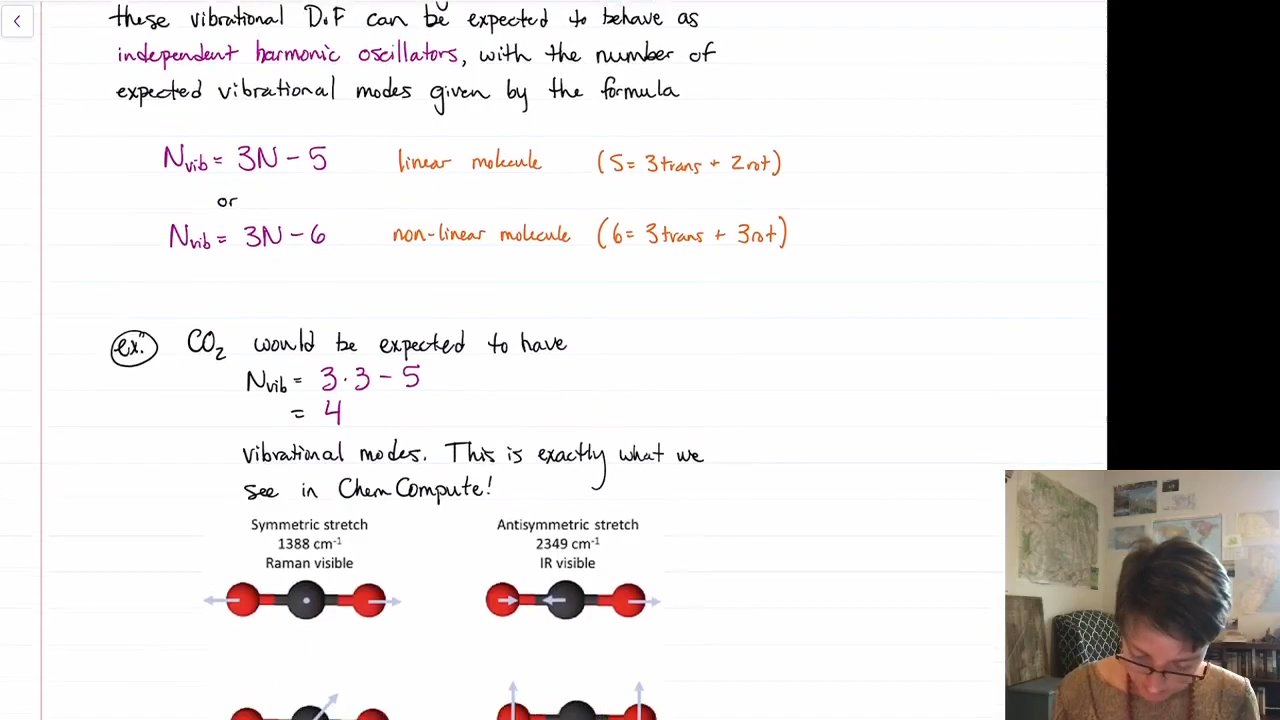 these vibrational D.F can be expected to behave as
independent harmonic oscillators, with the number of
expected vibrational modes given by the formula
Nvib = 3N - 5 linear molecule (5 = 3trans + 2rot)
or
Nvib = 3N - 6 non-linear molecule (6 = 3trans + 3rot)
ex: CO2 would be expected to have
Nvib = 3·3 - 5
= 4
vibrational modes. This is exactly what we
see in ChemCompute!
Symmetric stretch
1388 cm-1
Raman visible
Antisymmetric stretch
2349 cm-1
IR visible